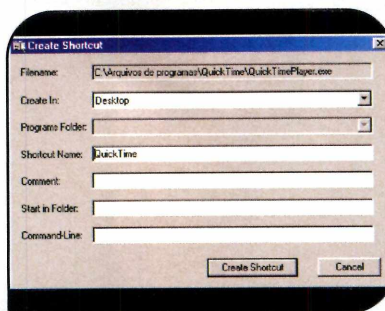 Create Shortcut
Filename: C:\Arquivos de programas\QuickTime\QuickTimePlayer.exe
Create In: Desktop
Programs Folder:
Shortcut Name: QuickTime
Comment:
Start in Folder:
Command-Line:
Create Shortcut Cancel